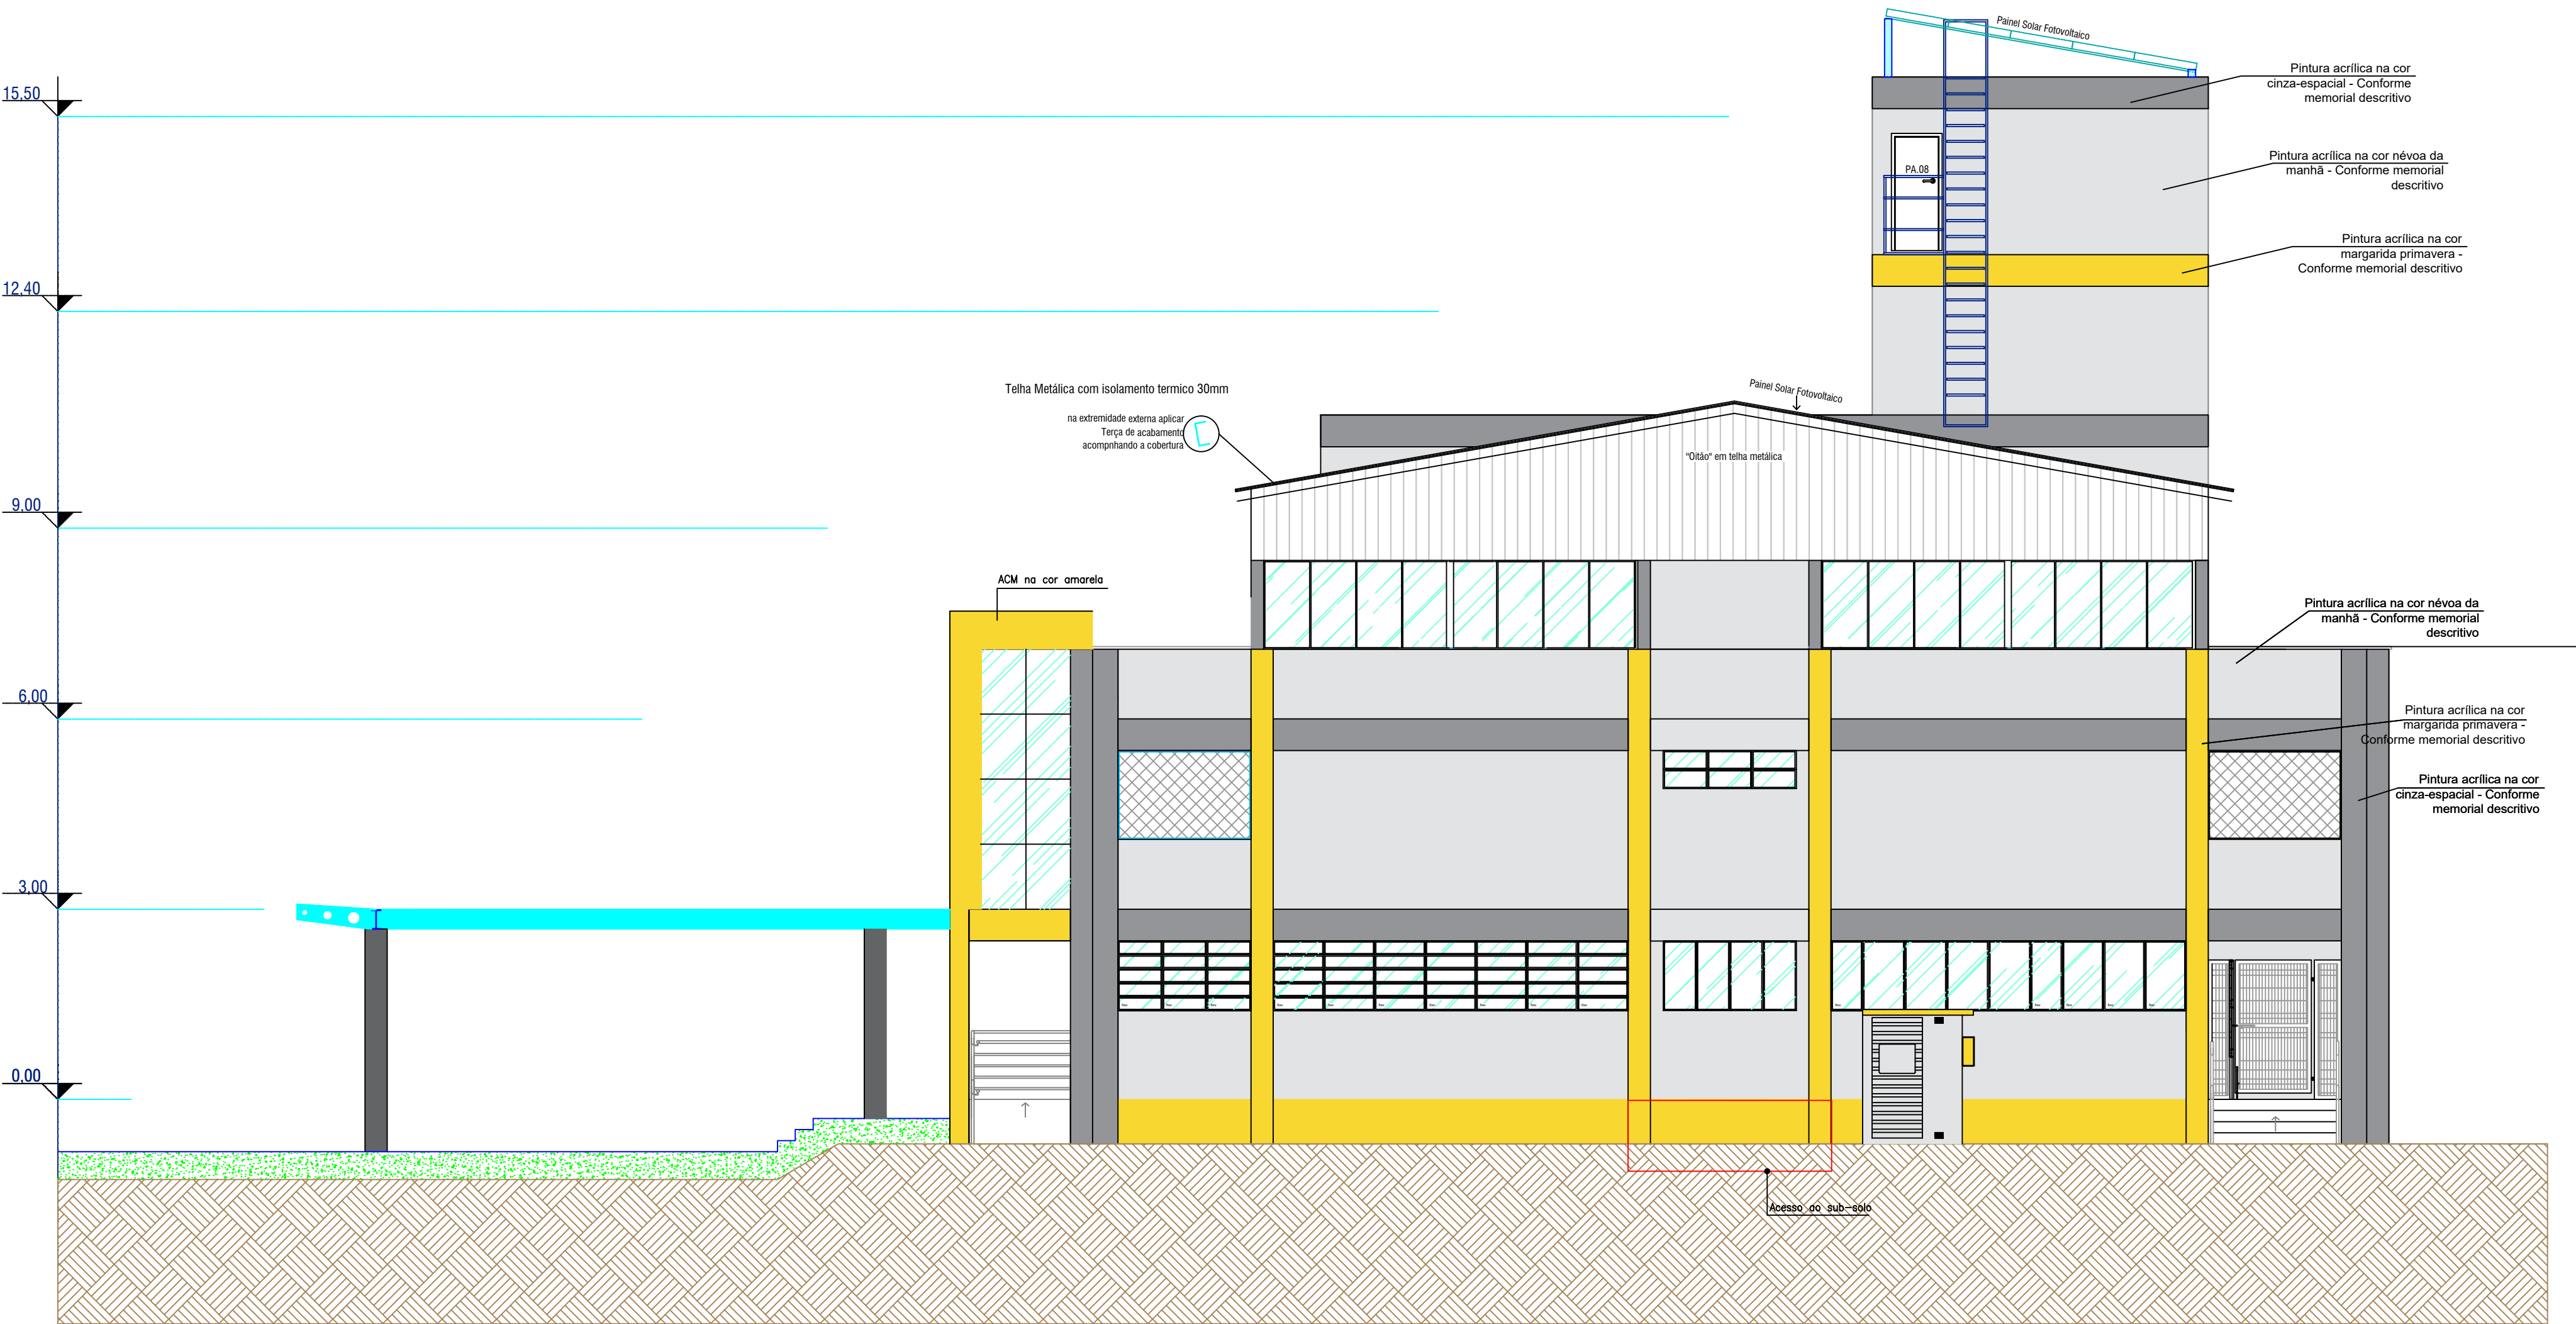 Painel Solar Fotovoltaico
Pintura acrílica na cor
cinza-espacial - Conforme
memorial descritivo
15,50
Pintura acrílica na cor névoa da
manhã - Conforme memorial
descritivo
PA.08
Pintura acrílica na cor
margarida primavera -
Conforme memorial descritivo
12,40
Telha Metálica com isolamento termico 30mm
na extremidade externa aplicar
Terça de acabamento
acompnhando a cobertura
Painel Solar Fotovoltaico
"Oitão" em telha metálica
9,00
ACM na cor amarela
Pintura acrílica na cor névoa da
manhã - Conforme memorial
descritivo
6,00
Pintura acrílica na cor
margarida primavera -
Conforme memorial descritivo
Pintura acrílica na cor
cinza-espacial - Conforme
memorial descritivo
3,00
0,00
Acesso ao sub-solo